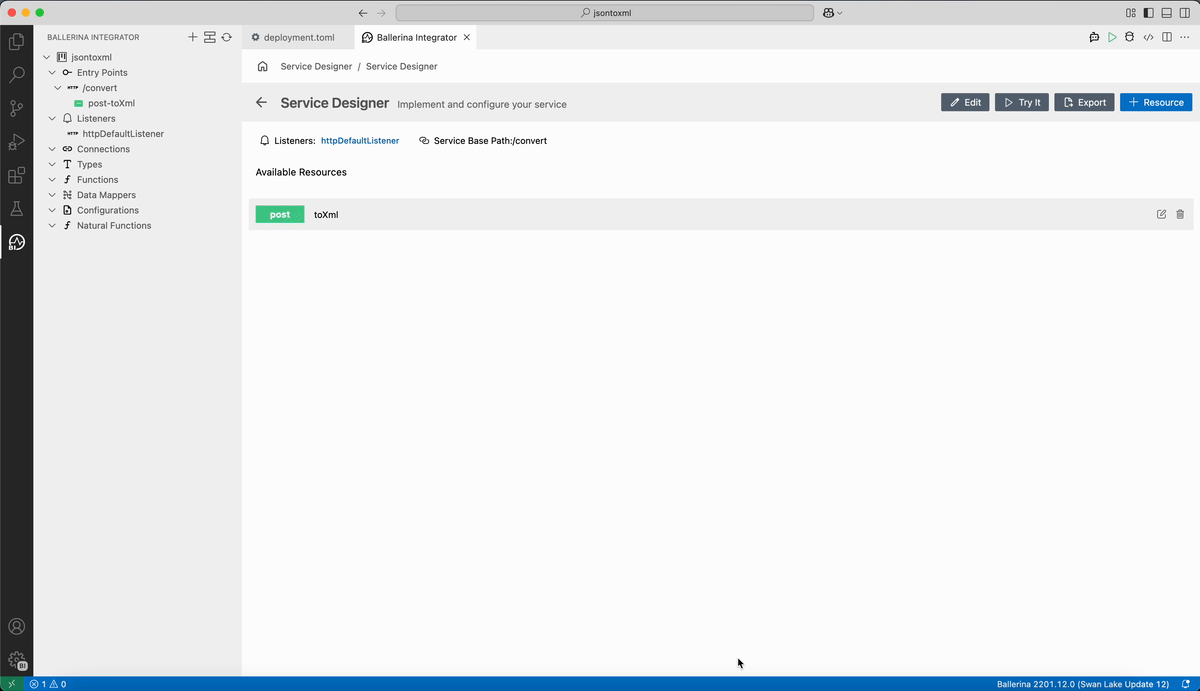 jsontoxml
BALLERINA INTEGRATOR
deployment.toml
Ballerina Integrator
jsontoxml
Entry Points
HTTP /convert
post-toXml
Listeners
HTTP httpDefaultListener
Connections
Types
Functions
Data Mappers
Configurations
Natural Functions
Service Designer / Service Designer
Service Designer Implement and configure your service
Edit
Try It
Export
Resource
Listeners: httpDefaultListener Service Base Path:/convert
Available Resources
post toXml
BI
BI
1 0
Ballerina 2201.12.0 (Swan Lake Update 12)